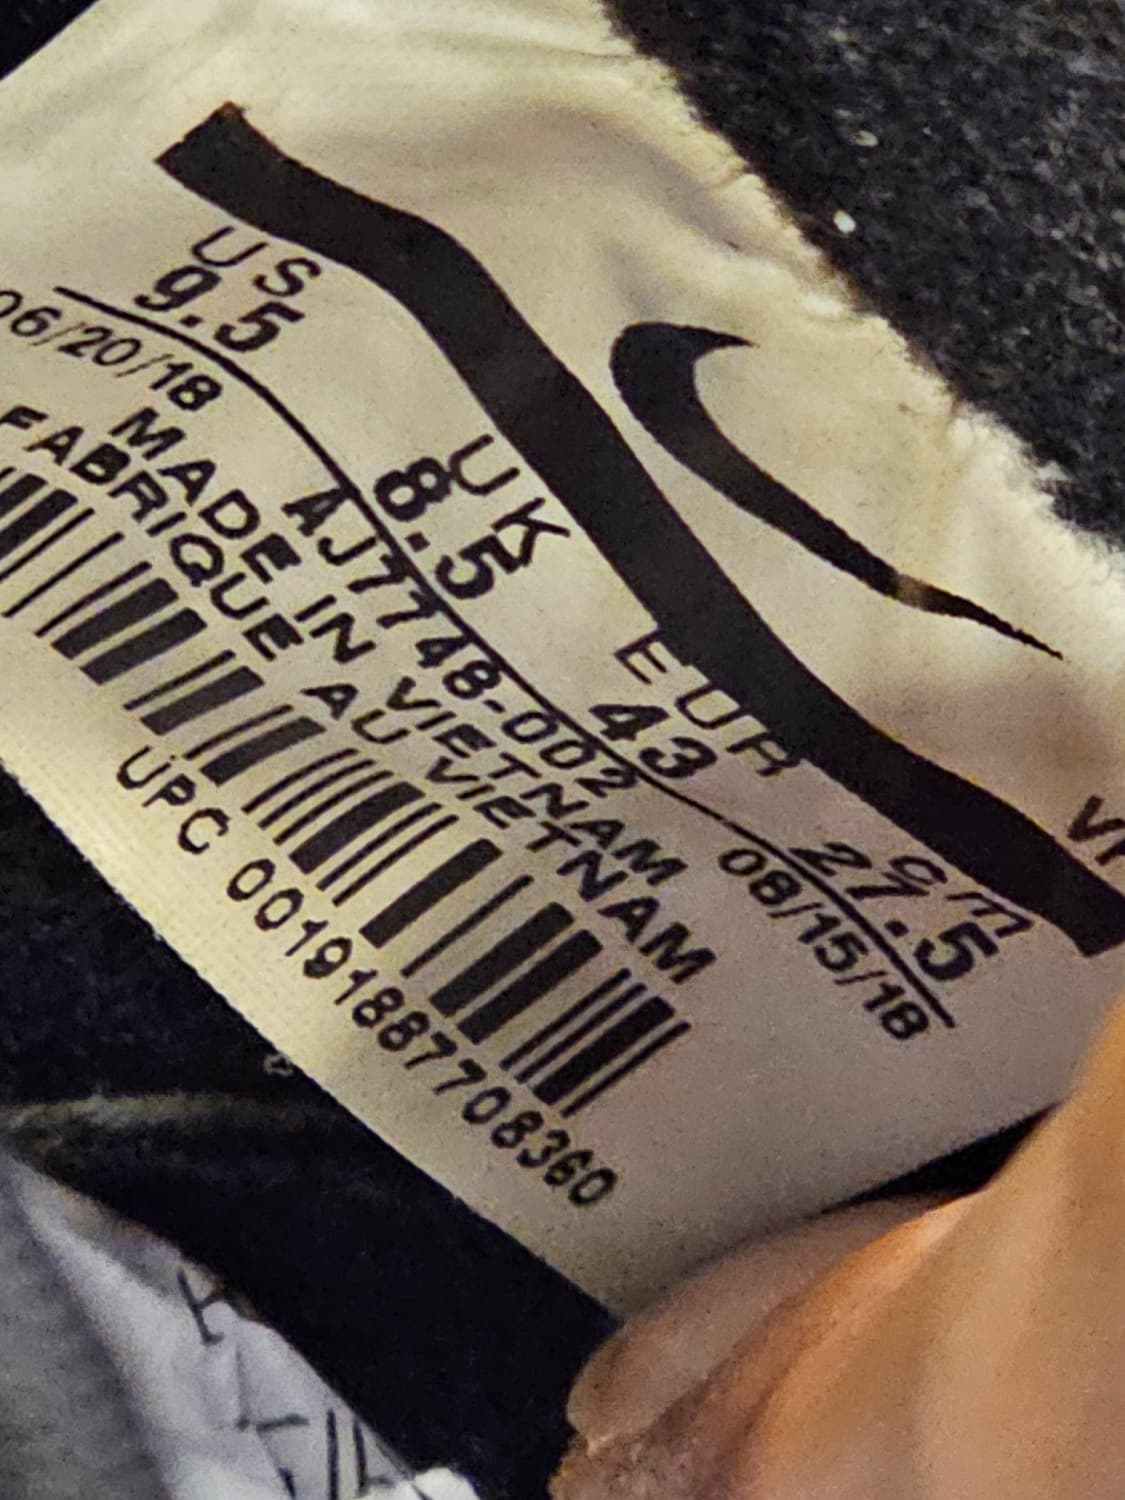 US UK EUR cm
9.5 8.5 43 27.5
06/20/18 AJ7748-002 08/15/18
MADE IN VIETNAM
FABRIQUE AU VIETNAM
UPC 00191887708360